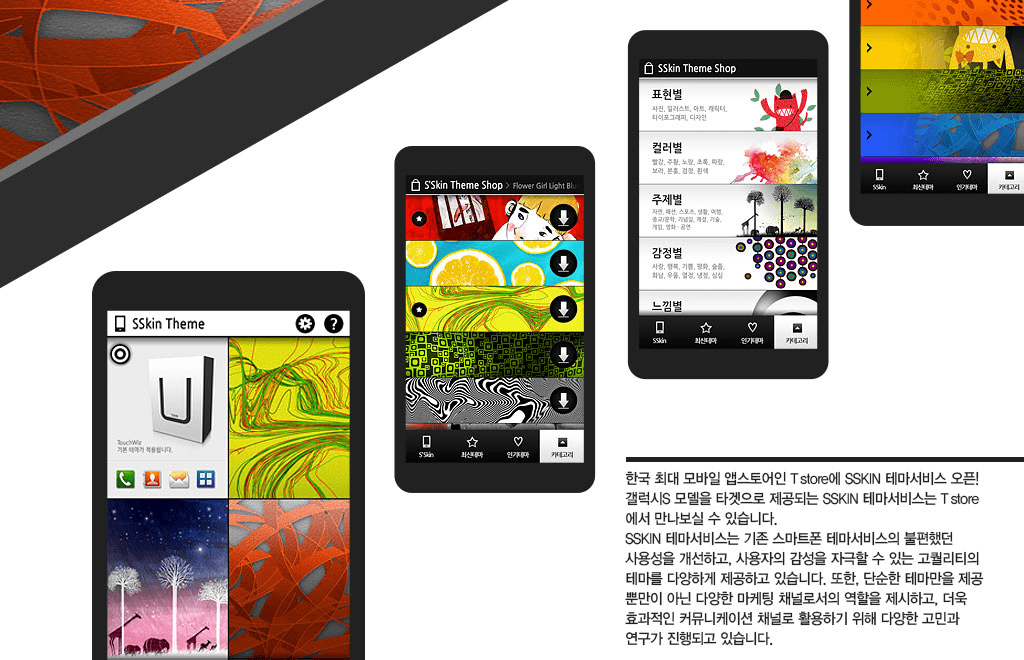 SSkin Theme
TouchWiz
기본 테마가 적용됩니다.
S'Skin Theme Shop > Flower Girl Light Blu
S'Skin
최신테마
인기테마
카테고리
SSkin Theme Shop
표현별
사진, 일러스트, 아트, 캐릭터,
타이포그래피, 디자인
컬러별
빨강, 주황, 노랑, 초록, 파랑,
보라, 분홍, 검정, 흰색
주제별
자연, 패션, 스포츠, 생활, 여행,
종교/문학, 기념일, 계절, 기술,
게임, 영화·공연
감정별
사랑, 행복, 기쁨, 평화, 슬픔,
화남, 우울, 열정, 냉정, 심심
느낌별
SSkin
최신테마
인기테마
카테고리
SSkin
최신테마
인기테마
카테고리
한국 최대 모바일 앱스토어인 T store에 SSKIN 테마서비스 오픈!
갤럭시S 모델을 타겟으로 제공되는 SSKIN 테마서비스는 T store
에서 만나보실 수 있습니다.
SSKIN 테마서비스는 기존 스마트폰 테마서비스의 불편했던
사용성을 개선하고, 사용자의 감성을 자극할 수 있는 고퀄리티의
테마를 다양하게 제공하고 있습니다. 또한, 단순한 테마만을 제공
뿐만이 아닌 다양한 마케팅 채널로서의 역할을 제시하고, 더욱
효과적인 커뮤니케이션 채널로 활용하기 위해 다양한 고민과
연구가 진행되고 있습니다.